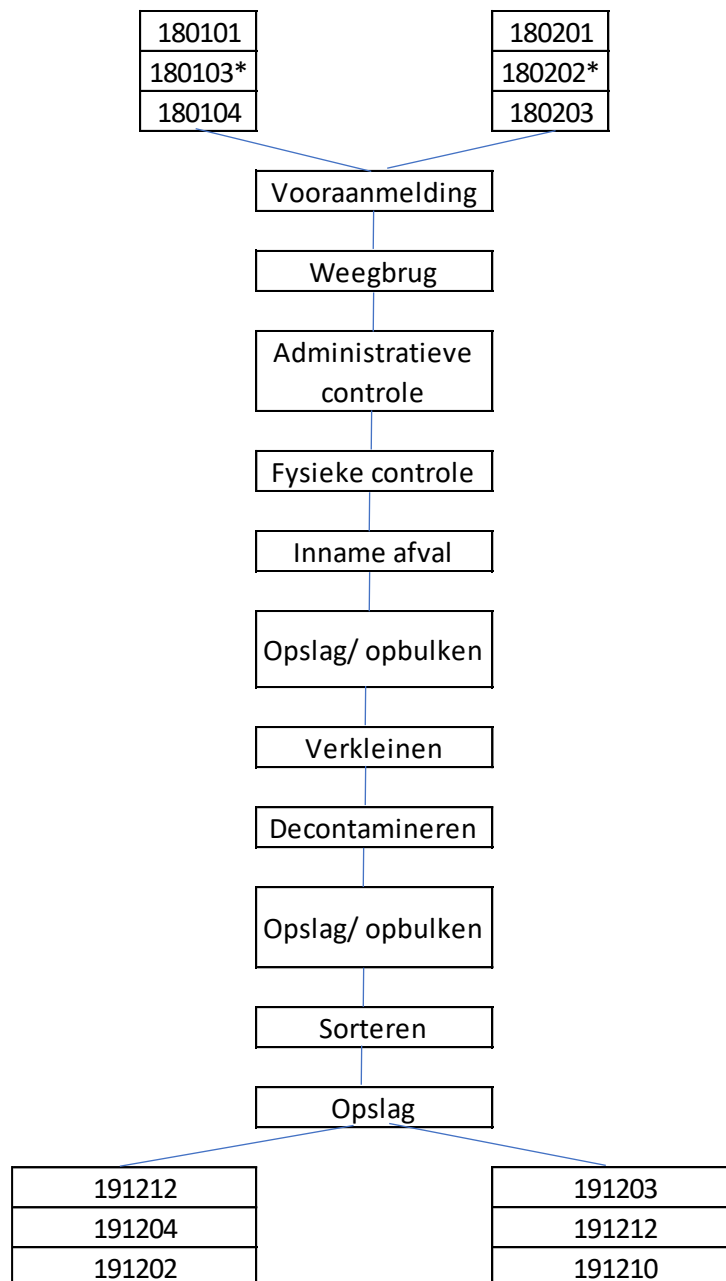 180101
180103*
180104
180201
180202*
180203
Vooraanmelding
Weegbrug
Administratieve
controle
Fysieke controle
Inname afval
Opslag/ opbulken
Verkleinen
Decontamineren
Opslag/ opbulken
Sorteren
Opslag
191212
191204
191202
191203
191212
191210